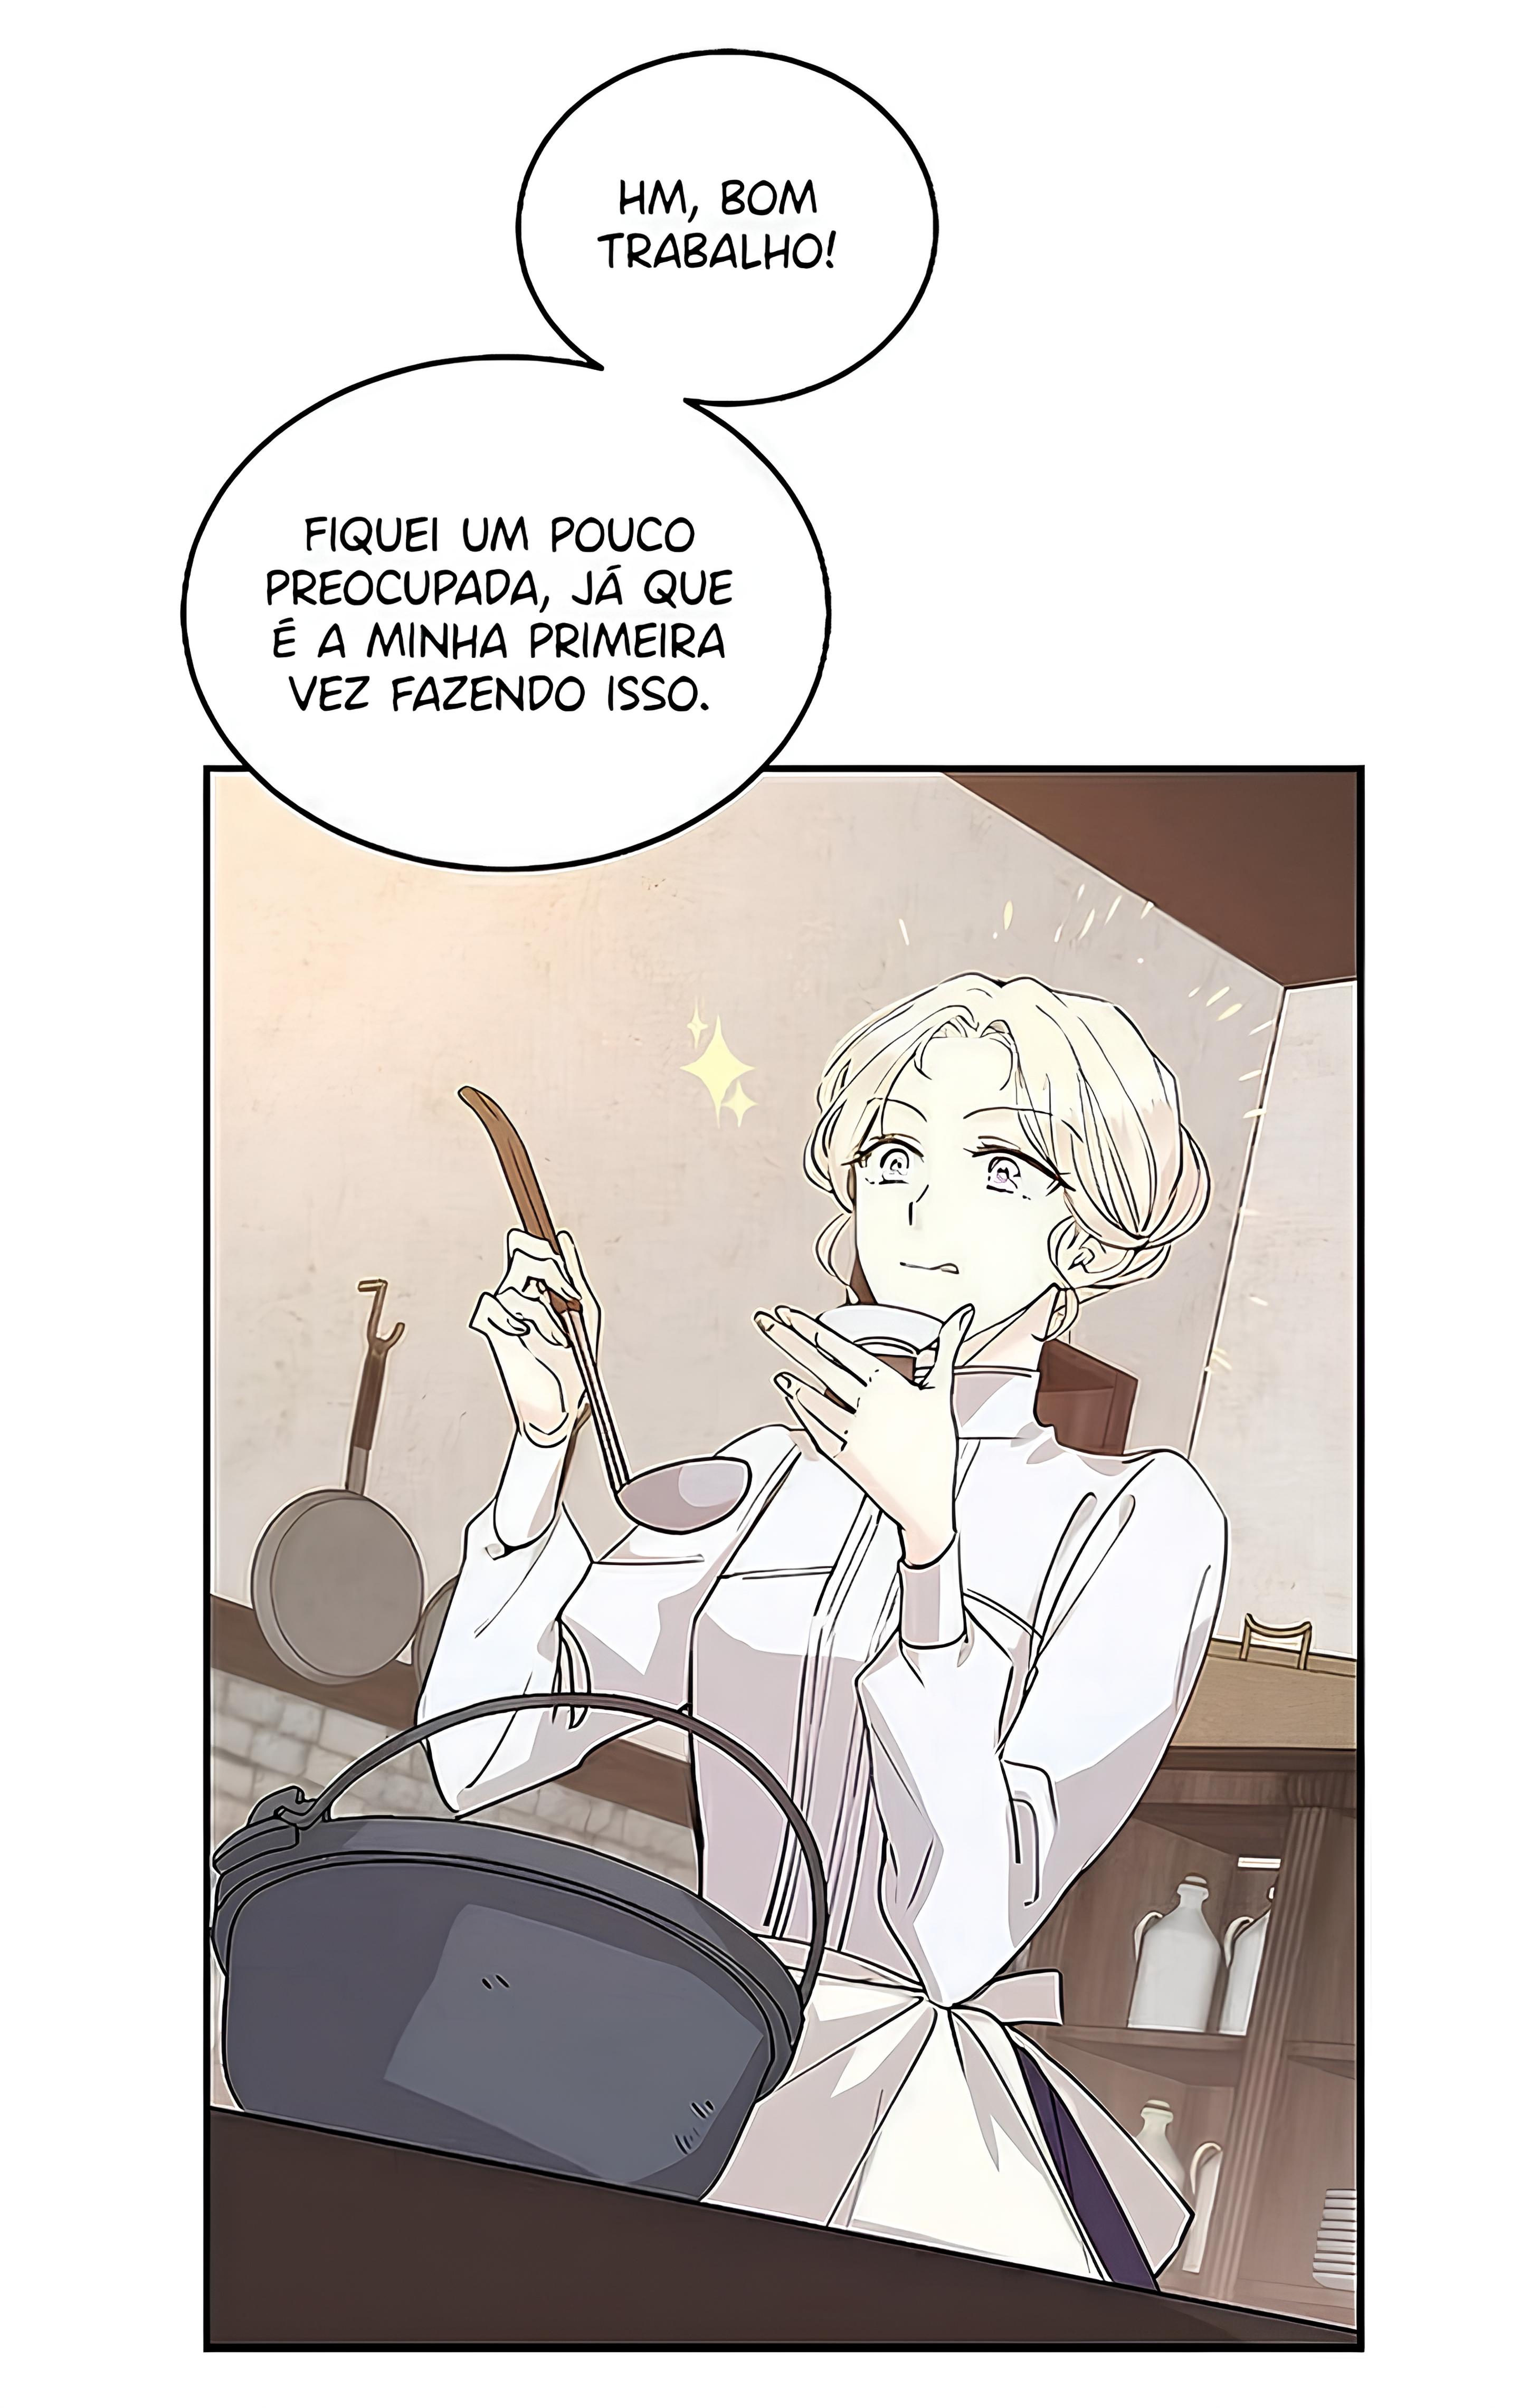 HM, BOM
TRABALHO!
FIQUEI UM POUCO
PREOCUPADA, JÁ QUE
É A MINHA PRIMEIRA
VEZ FAZENDO ISSO.